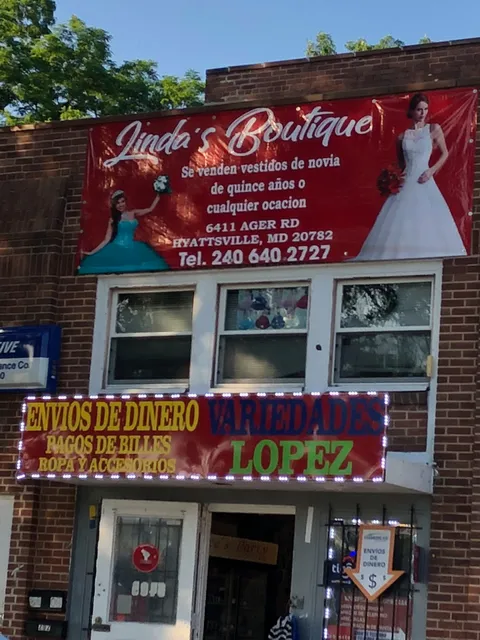 Linda's Boutique
Se venden vestidos de novia
de quince años o
cualquier ocacion
6411 AGER RD
HYATTSVILLE, MD 20782
Tel. 240 640 2727
ENVIOS DE DINERO VARIEDADES
PAGOS DE BILLES
ROPA Y ACCESORIOS
LOPEZ
ENVIOS
DE
DINERO
$